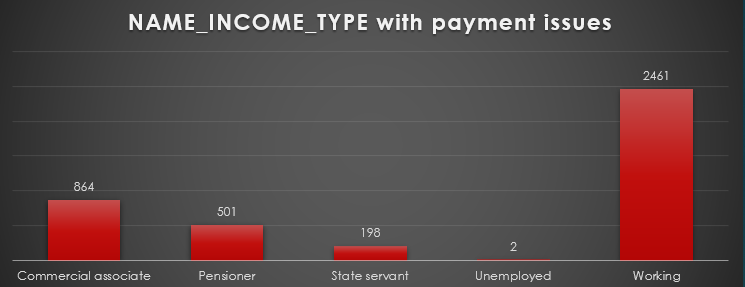 NAME_INCOME_TYPE with payment issues
2461
864
501
198
2
Commercial associate Pensioner State servant Unemployed Working